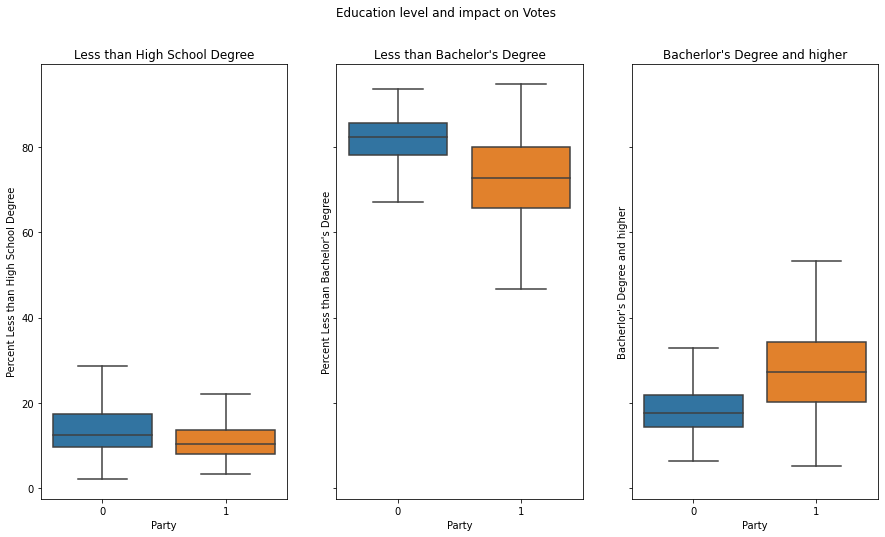 Education level and impact on Votes
Less than High School Degree
Percent Less than High School Degree
80
60
40
20
0
0 1
Party
Less than Bachelor's Degree
Percent Less than Bachelor's Degree
0 1
Party
Bacherlor's Degree and higher
Bacherlor's Degree and higher
0 1
Party